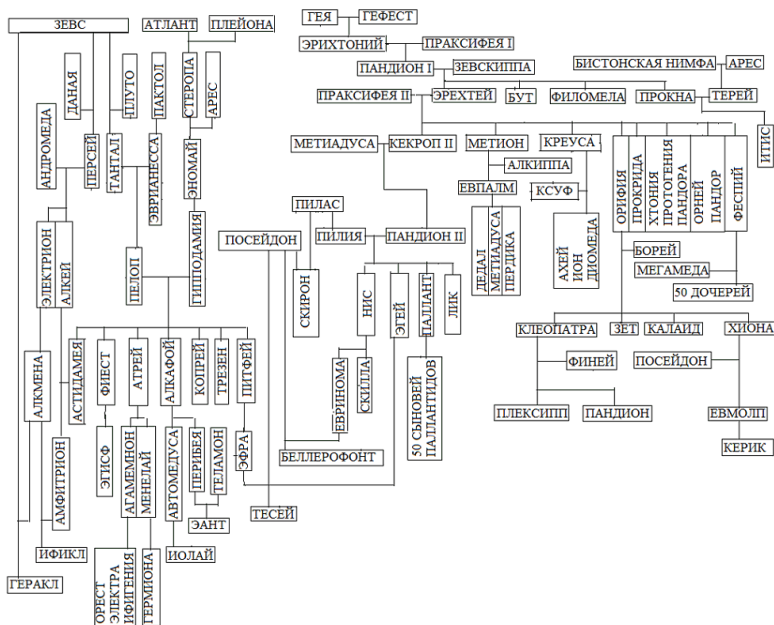 ЗЕВС
АТЛАНТ
ПЛЕЙОНА
ГЕЯ
ГЕФЕСТ
ЭРИХТОНИЙ
ПРАКСИФЕЯ I
ПАНДИОН I
ЗЕВСКИППА
БИСТОНСКАЯ НИМФА
АРЕС
ПРАКСИФЕЯ II
ЭРЕХТЕЙ
БУТ
ФИЛОМЕЛА
ПРОКНА
ТЕРЕЙ
ИТИС
ДАНАЯ
ПЛУТО
ПАКТОЛ
СТЕРОПА
АРЕС
АНДРОМЕДА
ПЕРСЕЙ
ТАНТАЛ
ЭВРИАНЕССА
ЭНОМАЙ
МЕТИАДУСА
КЕКРОП II
МЕТИОН
КРЕУСА
АЛКИППА
ЕВПАЛМ
КСУФ
ОРИФИЯ
ПРОКРИДА
ХТОНИЯ
ПРОТОГЕНИЯ
ПАНДОРА
ОРНЕЙ
ПАНДОР
ФЕСПИЙ
ДЕДАЛ
МЕТИАДУСА
ПЕРДИКА
АХЕЙ
ИОН
ДИОМЕДА
БОРЕЙ
МЕГАМЕДА
50 ДОЧЕРЕЙ
ПИЛАС
ПОСЕЙДОН
ПИЛИЯ
ПАНДИОН II
ЭЛЕКТРИОН
АЛКЕЙ
ПЕЛОП
ГИППОДАМИЯ
СКИРОН
НИС
ЭГЕЙ
ПАЛЛАНТ
ЛИК
КЛЕОПАТРА
ЗЕТ
КАЛАИД
ХИОНА
ФИНЕЙ
ПОСЕЙДОН
ПЛЕКСИПП
ПАНДИОН
ЕВМОЛП
КЕРИК
АЛКМЕНА
АСТИДАМЕЯ
ФИЕСТ
АТРЕЙ
АЛКАФОЙ
КОПРЕЙ
ТРЕЗЕН
ПИТФЕЙ
ЕВРИНОМА
СКИЛЛА
50 СЫНОВЕЙ
ПАЛЛАНТИДОВ
АМФИТРИОН
ЭГИСФ
АГАМЕМНОН
МЕНЕЛАЙ
АВТОМЕДУСА
ПЕРИБЕЯ
ТЕЛАМОН
ЭФРА
БЕЛЛЕРОФОНТ
ТЕСЕЙ
ЭАНТ
ИФИКЛ
ИОЛАЙ
ГЕРАКЛ
ОРЕСТ
ЭЛЕКТРА
ИФИГЕНИЯ
ГЕРМИОНА